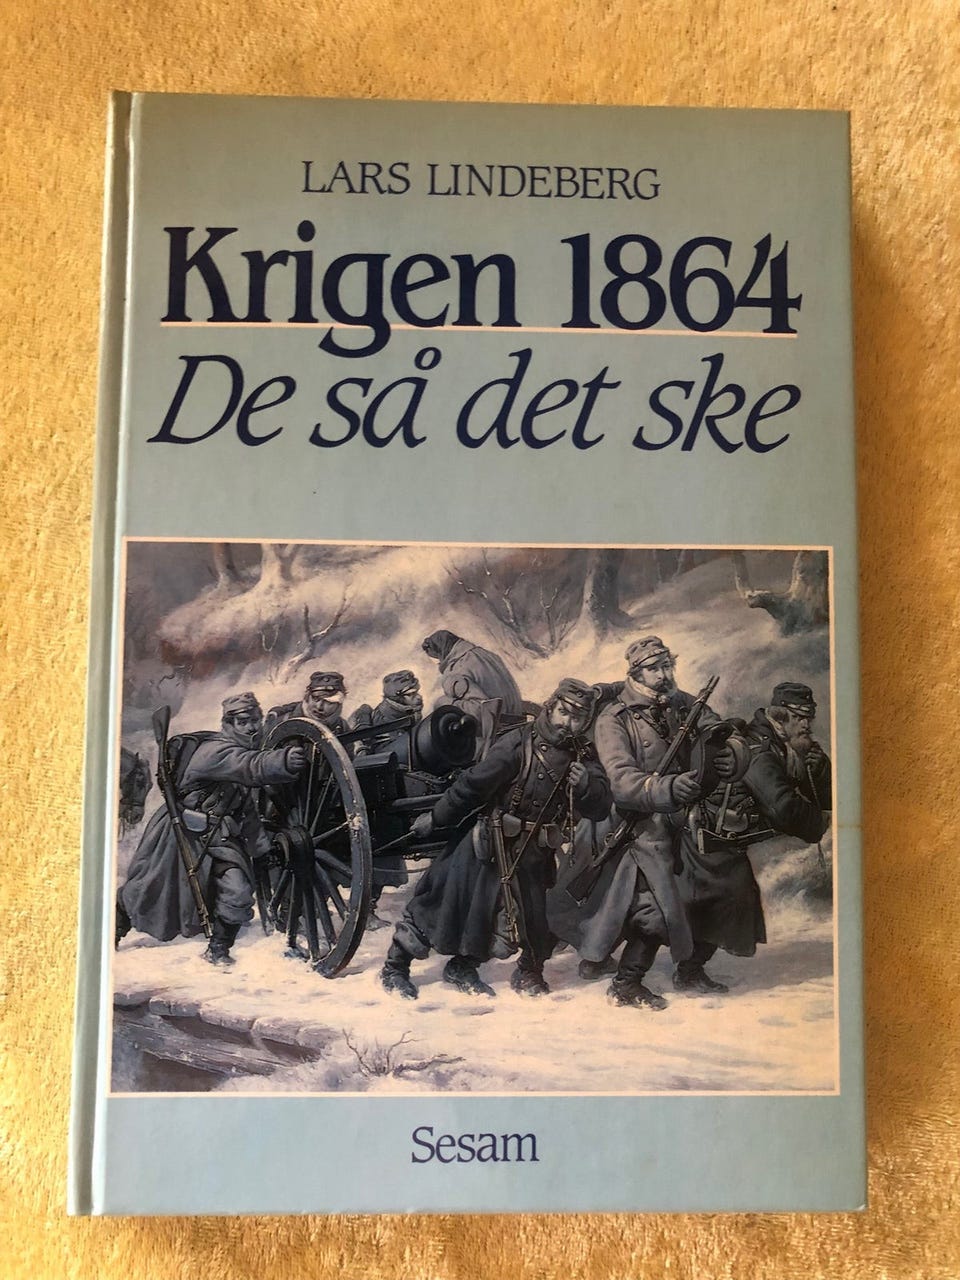 LARS LINDEBERG
Krigen 1864
De så det ske
Sesam